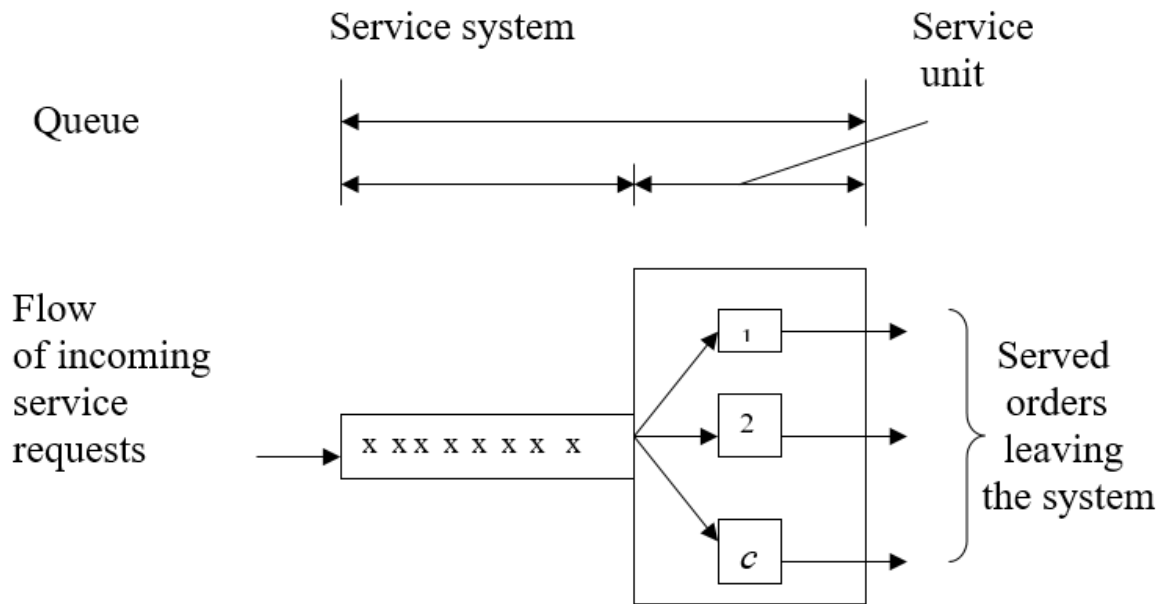 Service system
Service
unit
Queue
Flow
of incoming
service
requests
x xx x x x x x
1
2
c
Served
orders
leaving
the system